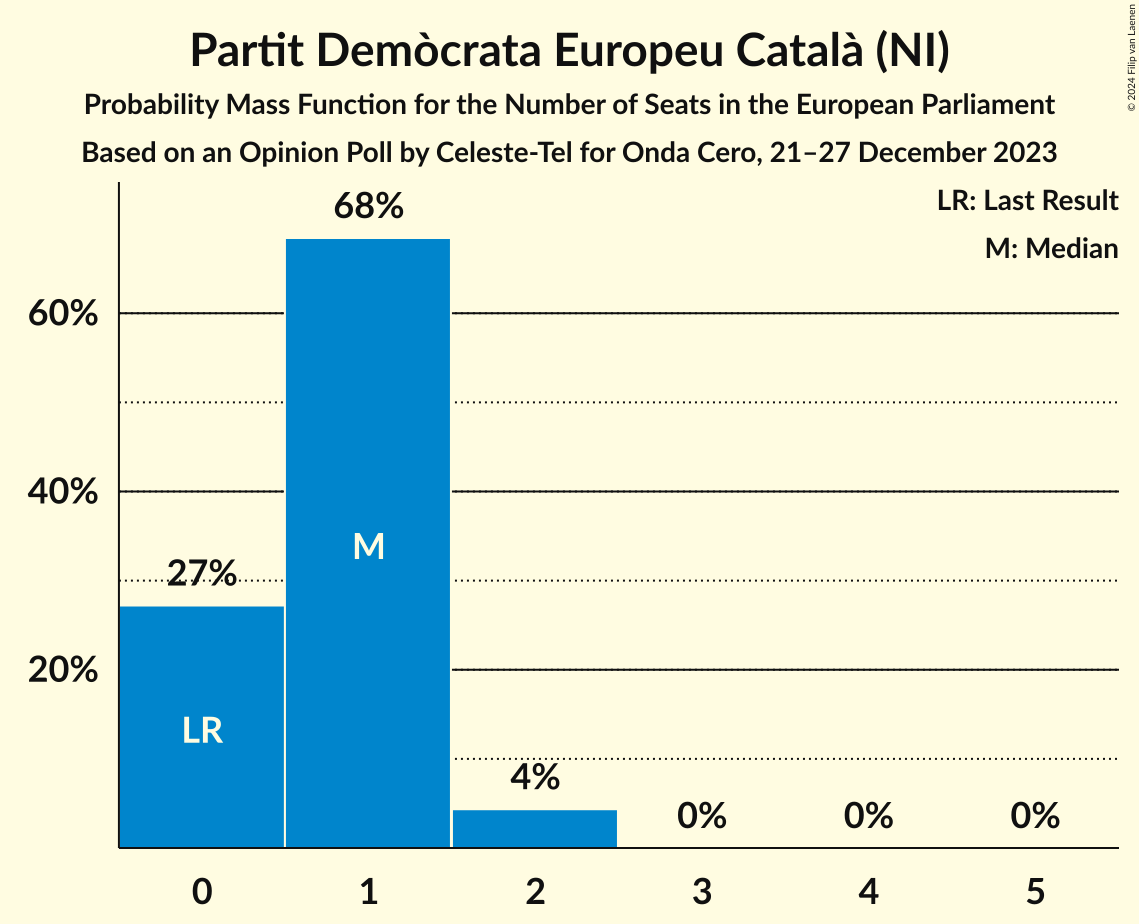 Partit Demòcrata Europeu Català (NI)
Probability Mass Function for the Number of Seats in the European Parliament
Based on an Opinion Poll by Celeste-Tel for Onda Cero, 21–27 December 2023
© 2024 Filip van Laenen
LR: Last Result
M: Median
68%
60%
40%
M
27%
20%
LR
4%
0%
0%
0%
0 1 2 3 4 5